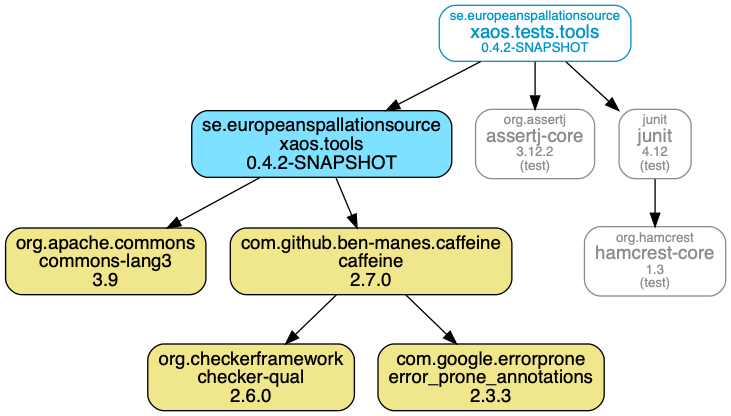 se.europeanspallationsource
xaos.tests.tools
0.4.2-SNAPSHOT
se.europeanspallationsource
xaos.tools
0.4.2-SNAPSHOT
org.assertj
assertj-core
3.12.2
(test)
junit
junit
4.12
(test)
org.apache.commons
commons-lang3
3.9
com.github.ben-manes.caffeine
caffeine
2.7.0
org.hamcrest
hamcrest-core
1.3
(test)
org.checkerframework
checker-qual
2.6.0
com.google.errorprone
error_prone_annotations
2.3.3